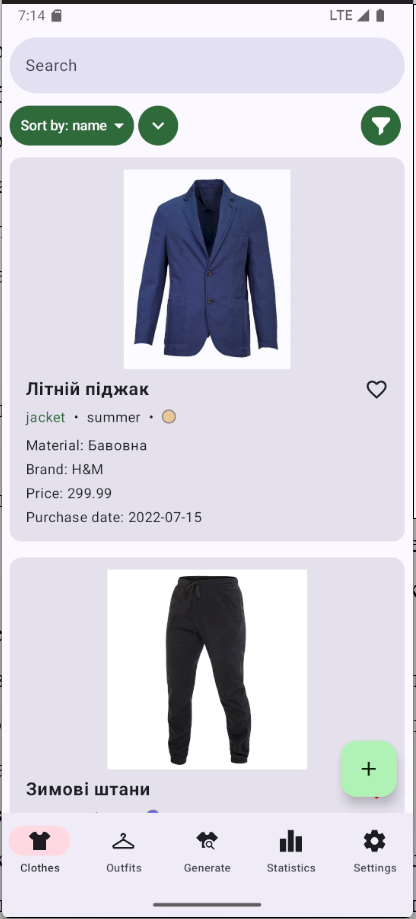 7:14 LTE
Search
Sort by: name
Літній піджак
jacket • summer •
Material: Бавовна
Brand: H&M
Price: 299.99
Purchase date: 2022-07-15
Зимові штани
Clothes Outfits Generate Statistics Settings